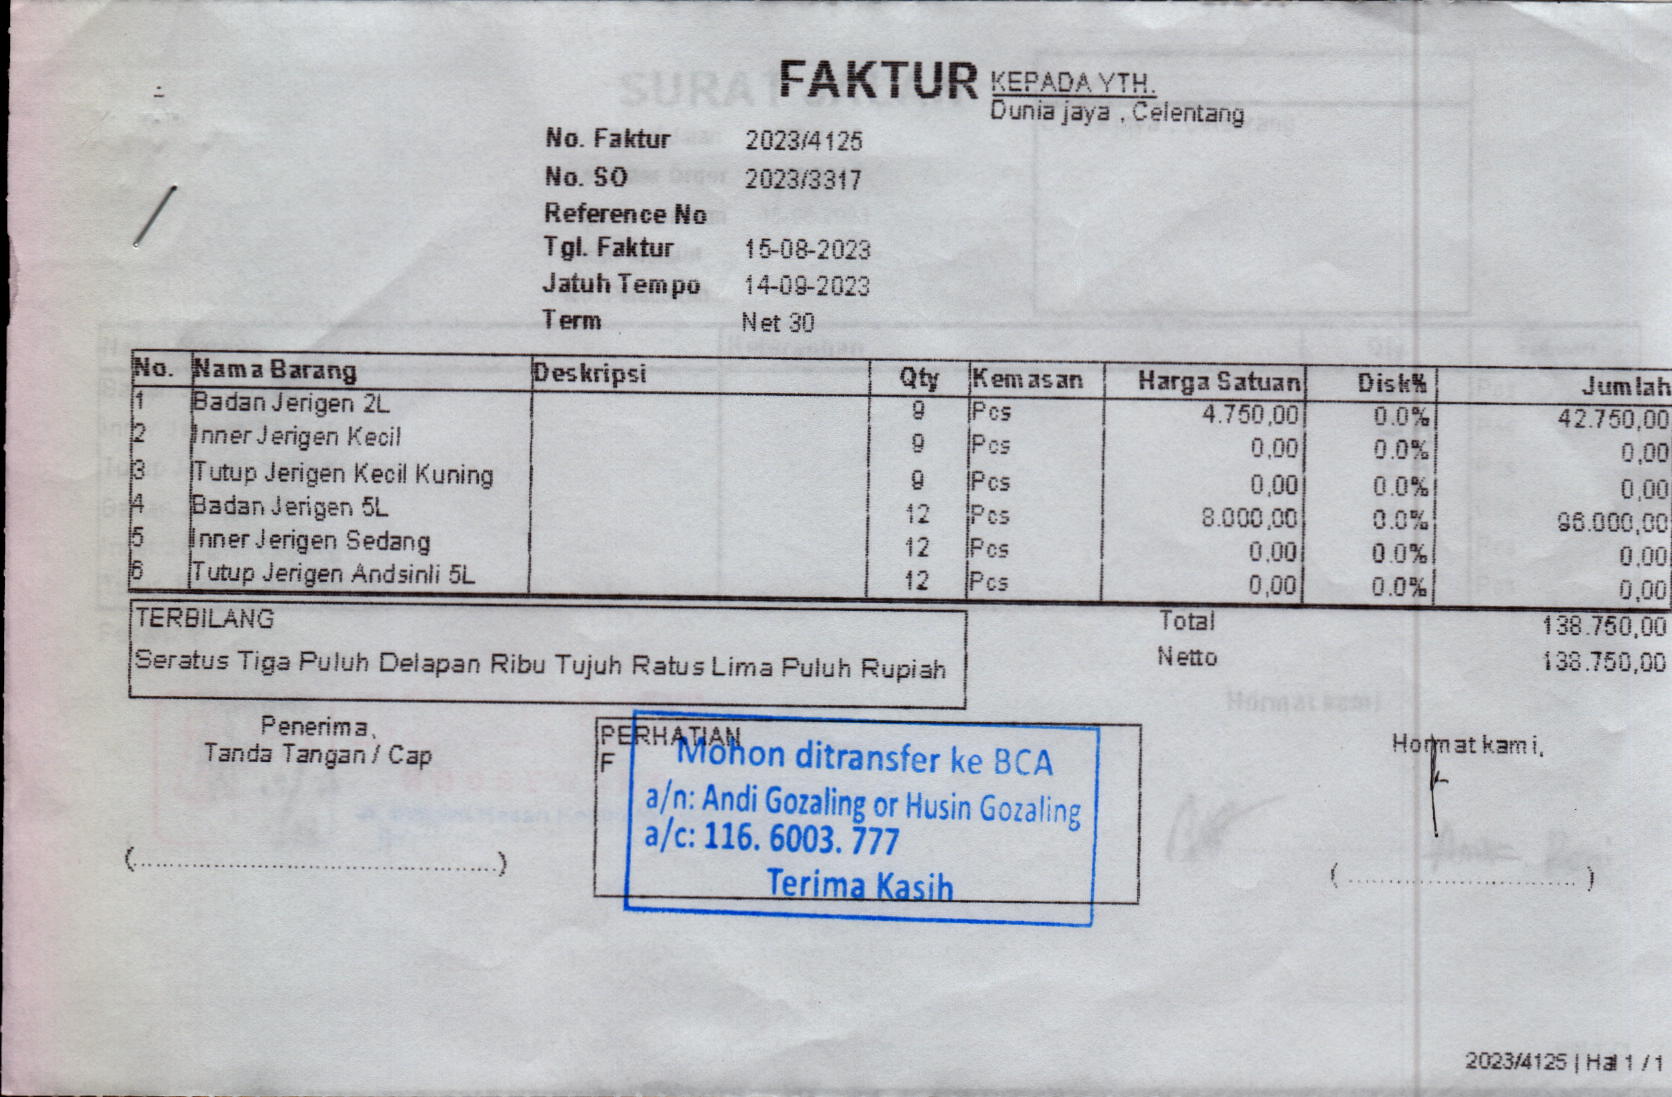 FAKTUR
KEPADA YTH.
Dunia jaya , Celentang
No. Faktur 2023/4125
No. SO 2023/3317
Reference No
Tgl. Faktur 15-08-2023
Jatuh Tempo 14-09-2023
Term Net 30
No. Nama Barang Deskripsi Qty Kemasan Harga Satuan Disk% Jumlah
1 Badan Jerigen 2L 9 Pcs 4.750,00 0.0% 42.750,00
2 Inner Jerigen Kecil 9 Pcs 0,00 0.0% 0,00
3 Tutup Jerigen Kecil Kuning 9 Pcs 0,00 0.0% 0,00
4 Badan Jerigen 5L 12 Pcs 8.000,00 0.0% 96.000,00
5 Inner Jerigen Sedang 12 Pcs 0,00 0.0% 0,00
6 Tutup Jerigen Andsinli 5L 12 Pcs 0,00 0.0% 0,00
TERBILANG
Seratus Tiga Puluh Delapan Ribu Tujuh Ratus Lima Puluh Rupiah
Total 138.750,00
Netto 138.750,00
Penerima,
Tanda Tangan / Cap
(........................................................)
PERHATIAN
F
Mohon ditransfer ke BCA
a/n: Andi Gozaling or Husin Gozaling
a/c: 116. 6003. 777
Terima Kasih
Hormat kami,
(...................................)
2023/4125 | Hal 1 / 1